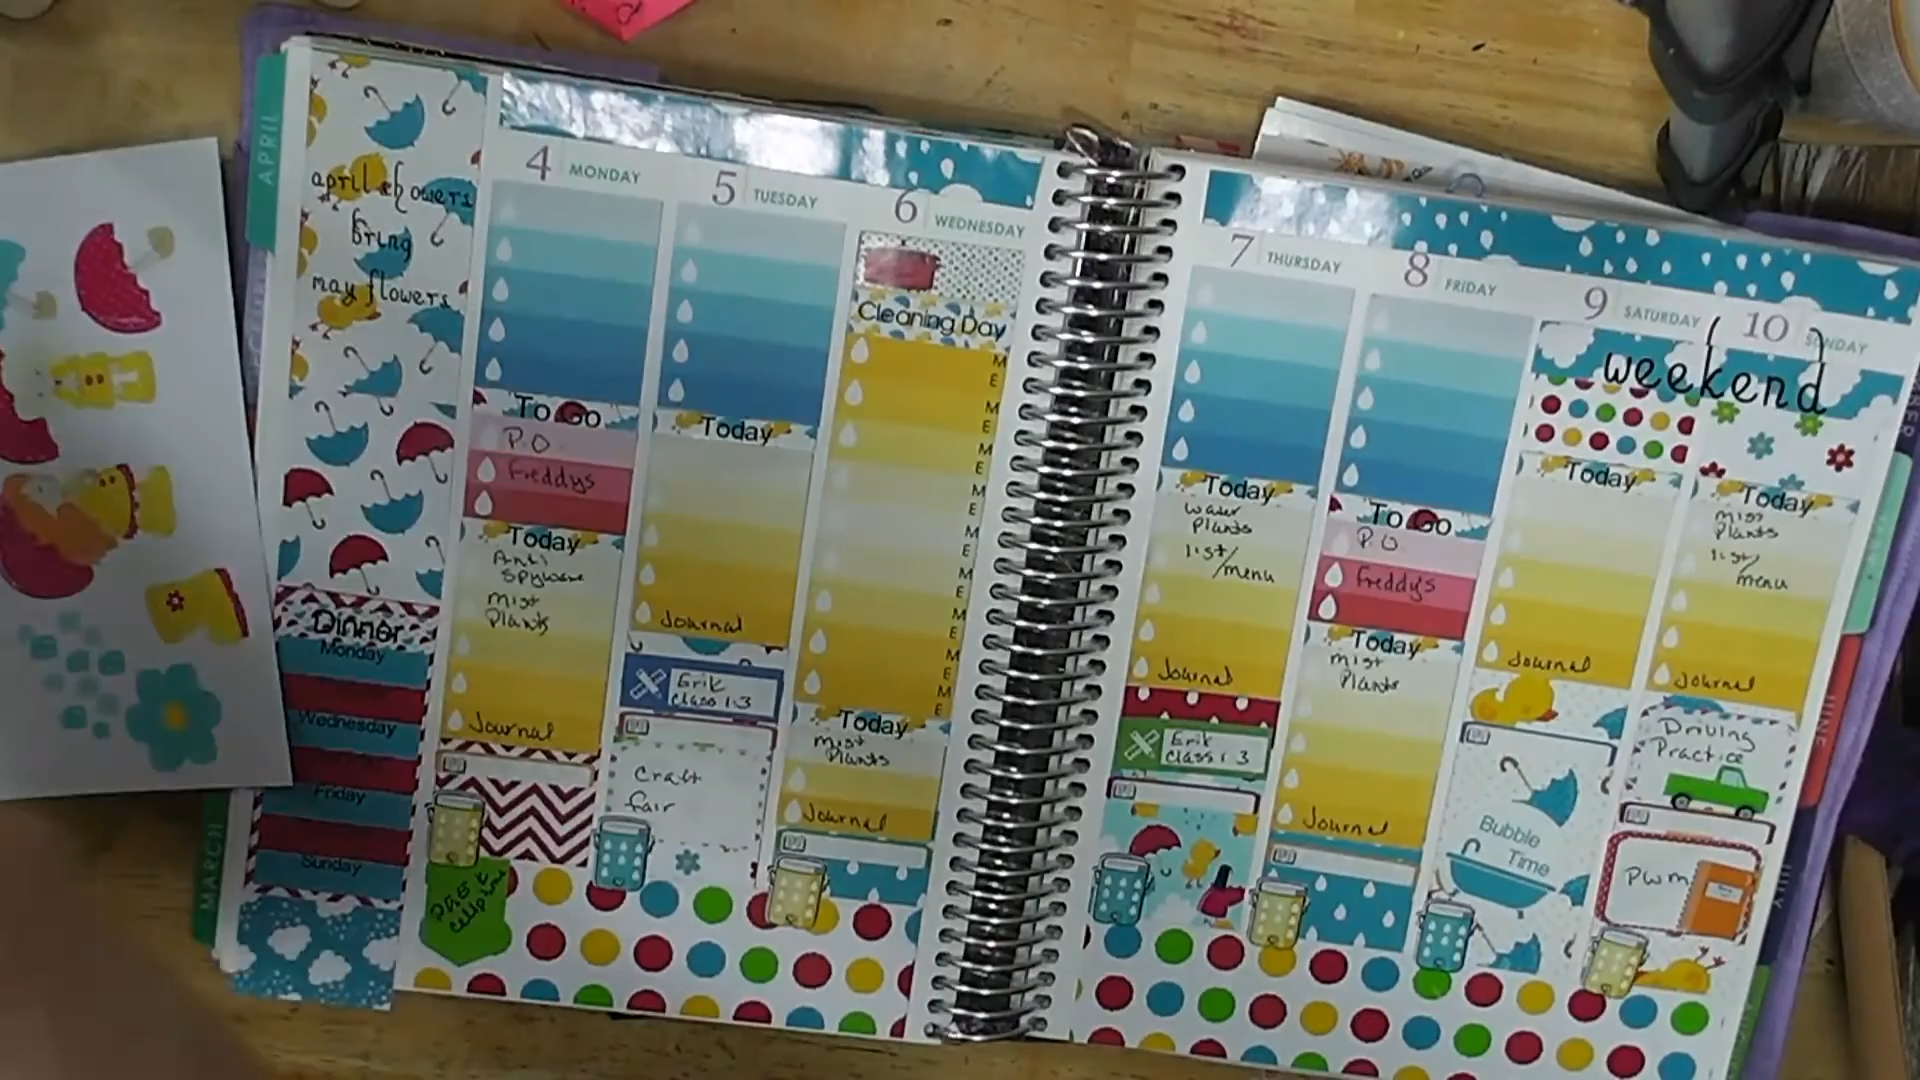 APRIL
april showers
bring
may flowers
Dinner
Monday
Wednesday
Friday
Sunday
MARCH
4 MONDAY
To Go
P.O
Freddys
Today
Anti
Spyware
Mist
Plants
Journal
5 TUESDAY
Today
Journal
Erik
class 1:3
Craft
fair
6 WEDNESDAY
Cleaning Day
M
E
M
E
M
E
M
E
M
E
M
E
M
E
M
E
M
E
Today
Mist
Plants
Journal
7 THURSDAY
Today
Water
Plants
list/
menu
Journal
Erik
class 1:3
8 FRIDAY
To Go
P.O
Freddy's
Today
Mist
Plants
Journal
9 SATURDAY
10 SUNDAY
(weekend)
Today
Journal
Bubble
Time
Today
Mist
Plants
list/
menu
Journal
Driving
Practice
PWM
JUNE
JULY